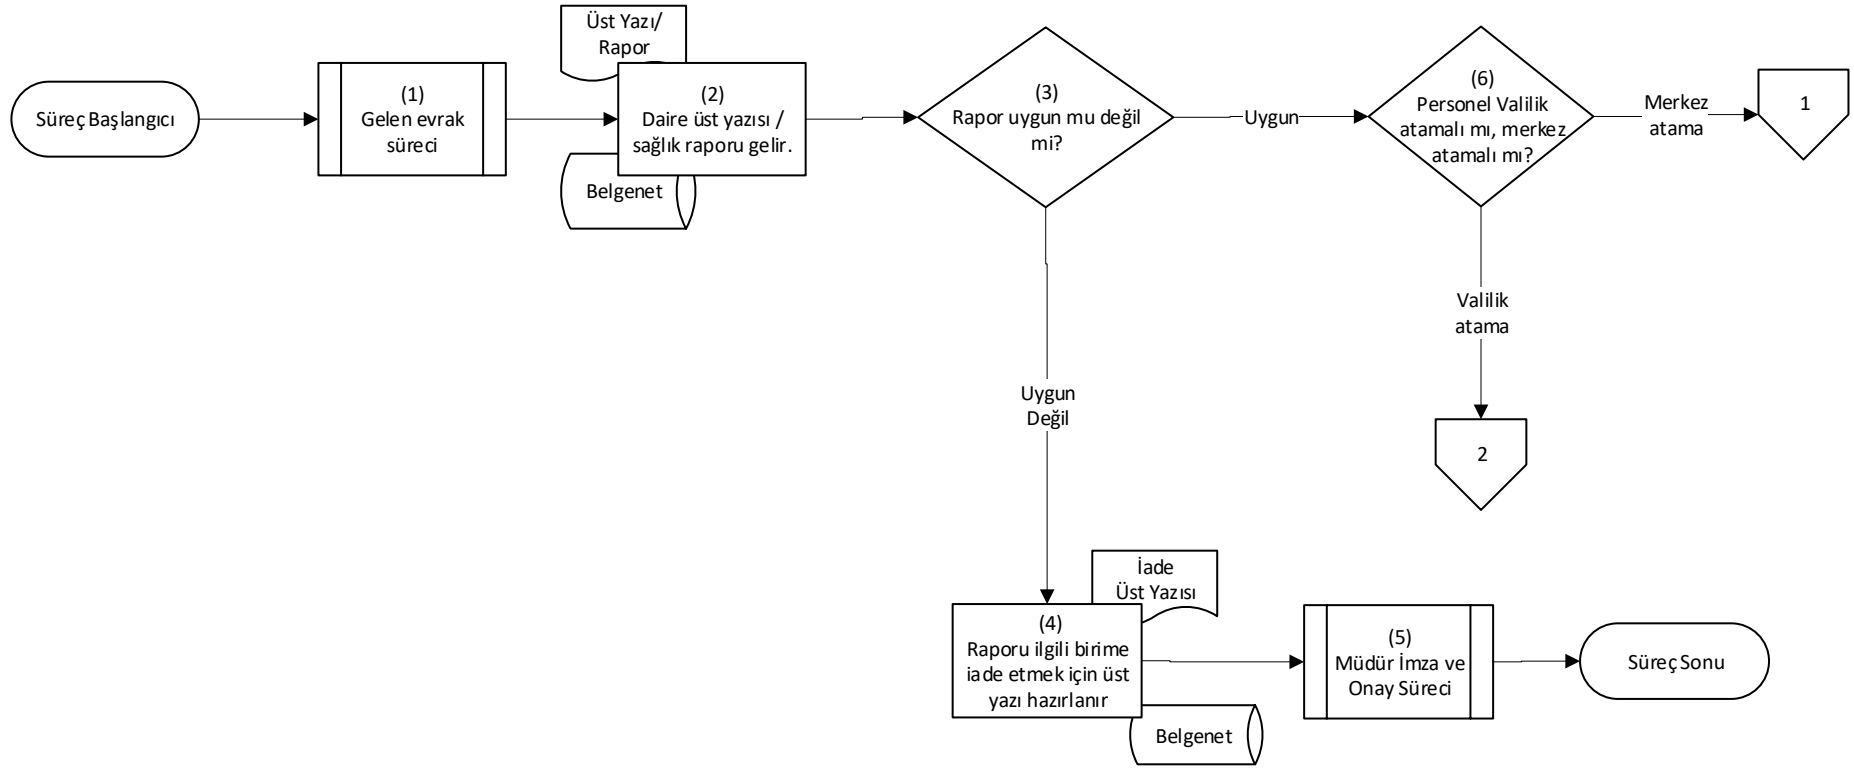 Süreç Başlangıcı
(1)
Gelen evrak
süreci
Üst Yazı/
Rapor
(2)
Daire üst yazısı /
sağlık raporu gelir.
Belgenet
(3)
Rapor uygun mu değil
mi?
Uygun
(6)
Personel Valilik
atamalı mı, merkez
atamalı mı?
Merkez
atama
1
Valilik
atama
2
Uygun
Değil
İade
Üst Yazısı
(4)
Raporu ilgili birime
iade etmek için üst
yazı hazırlanır
Belgenet
(5)
Müdür İmza ve
Onay Süreci
Süreç Sonu